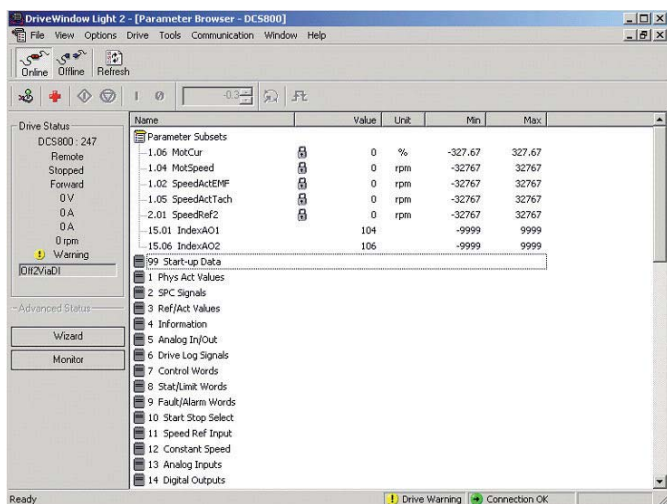 DriveWindow Light 2 - [Parameter Browser - DCS800]
File View Options Drive Tools Communication Window Help
Online Offline Refresh
-0.3
Drive Status
DCS800 : 247
Remote
Stopped
Forward
0 V
0 A
0 A
0 rpm
Warning
Off2ViaDI
Advanced Status
Wizard
Monitor
Name Value Unit Min Max
Parameter Subsets
1.06 MotCur 0 % -327.67 327.67
1.04 MotSpeed 0 rpm -32767 32767
1.02 SpeedActEMF 0 rpm -32767 32767
1.05 SpeedActTach 0 rpm -32767 32767
2.01 SpeedRef2 0 rpm -32767 32767
15.01 IndexAO1 104 -9999 9999
15.06 IndexAO2 106 -9999 9999
99 Start-up Data
1 Phys Act Values
2 SPC Signals
3 Ref/Act Values
4 Information
5 Analog In/Out
6 Drive Log Signals
7 Control Words
8 Stat/Limit Words
9 Fault/Alarm Words
10 Start Stop Select
11 Speed Ref Input
12 Constant Speed
13 Analog Inputs
14 Digital Outputs
Ready Drive Warning Connection OK